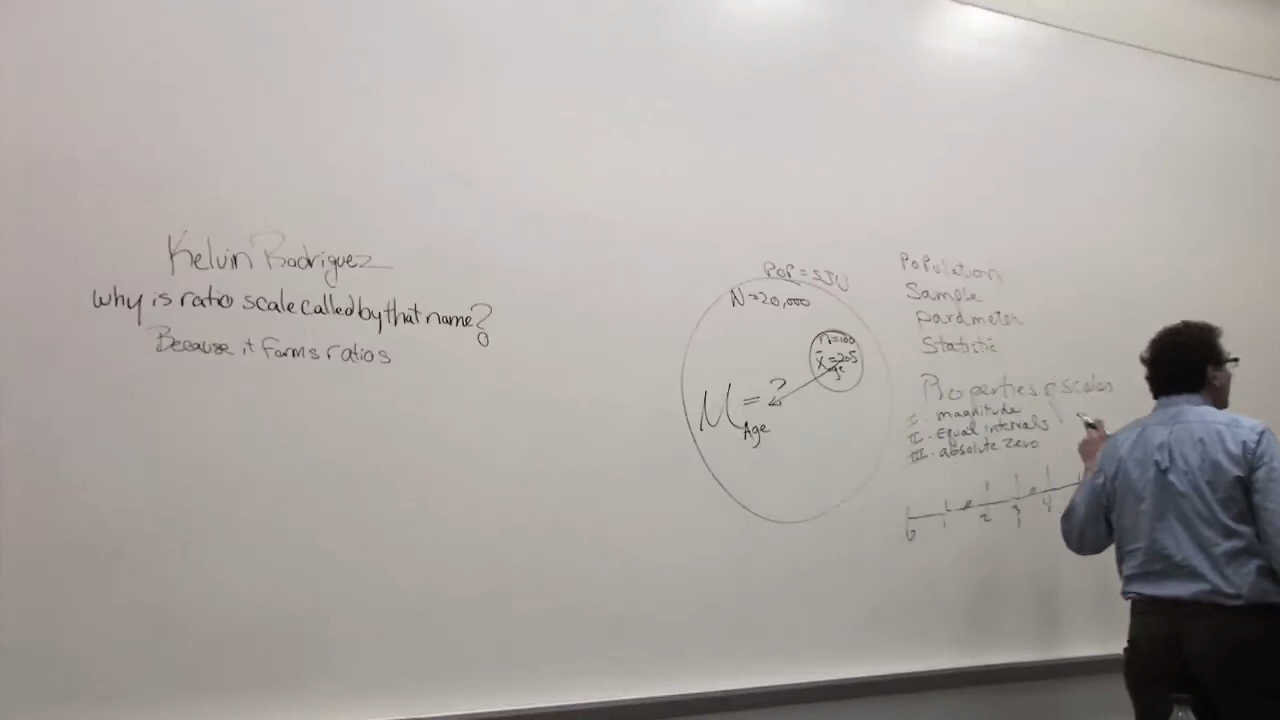 Kelvin Rodriguez
why is ratio scale called by that name?
Because it forms ratios
POP = SJU
N = 20,000
n=100
x̄ = 205
age
M = ?
Age
Population
Sample
parameter
Statistic
Properties of scales
I. magnitude
II. Equal intervals
III. absolute zero
0 1 2 3 4